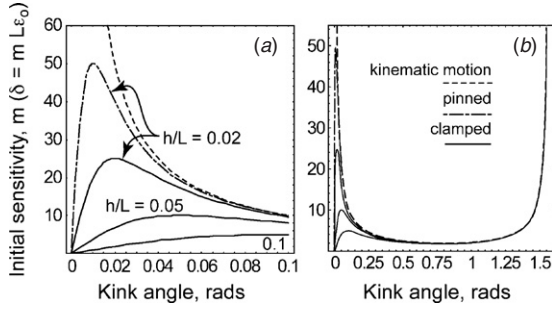 Initial sensitivity, m (δ = m Lεo)
60
50
40
30
20
10
0
0.02
0.04
0.06
0.08
0.1
Kink angle, rads
(a)
h/L = 0.02
h/L = 0.05
0.1
50
40
30
20
10
0
0.25
0.5
0.75
1.0
1.25
1.5
Kink angle, rads
(b)
kinematic motion
pinned
clamped